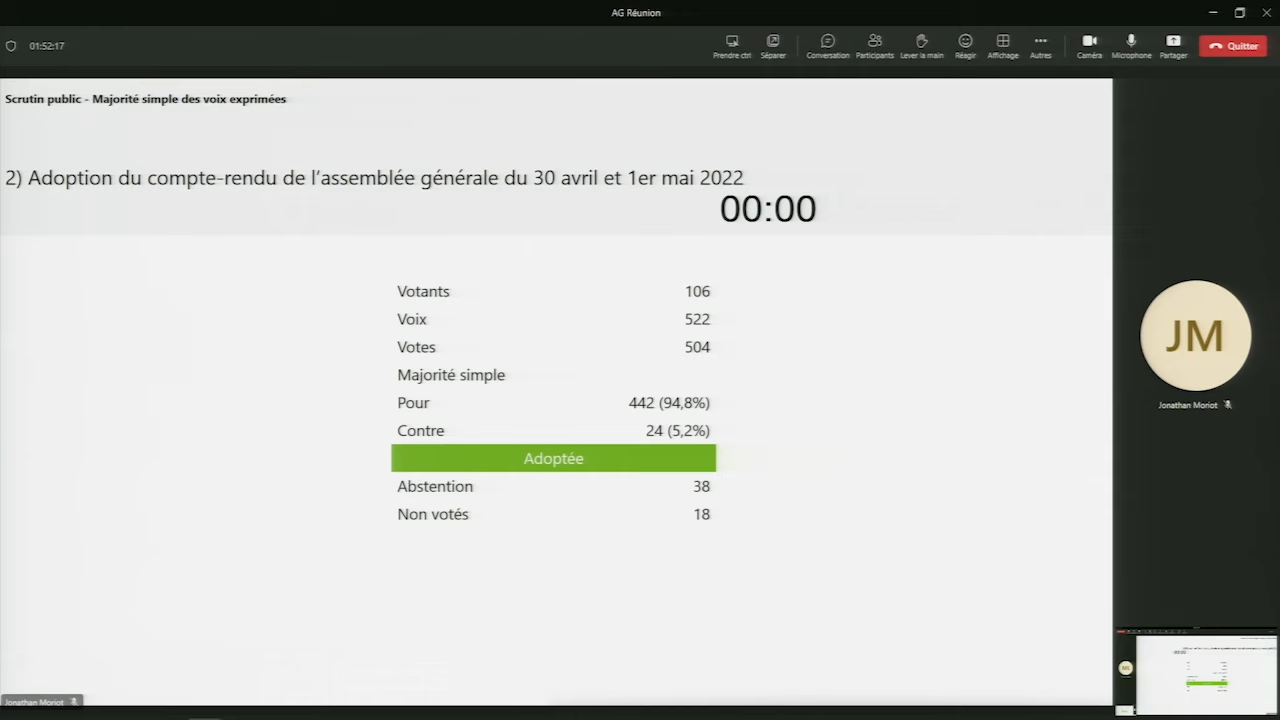 AG Réunion
01:52:17
Prendre ctrl Séparer Conversation Participants Lever la main Réagir Affichage Autres Caméra Microphone Partager Quitter
Scrutin public - Majorité simple des voix exprimées
2) Adoption du compte-rendu de l'assemblée générale du 30 avril et 1er mai 2022
00:00
Votants 106
Voix 522
Votes 504
Majorité simple
Pour 442 (94,8%)
Contre 24 (5,2%)
Adoptée
Abstention 38
Non votés 18
JM
Jonathan Moriot
Jonathan Moriot